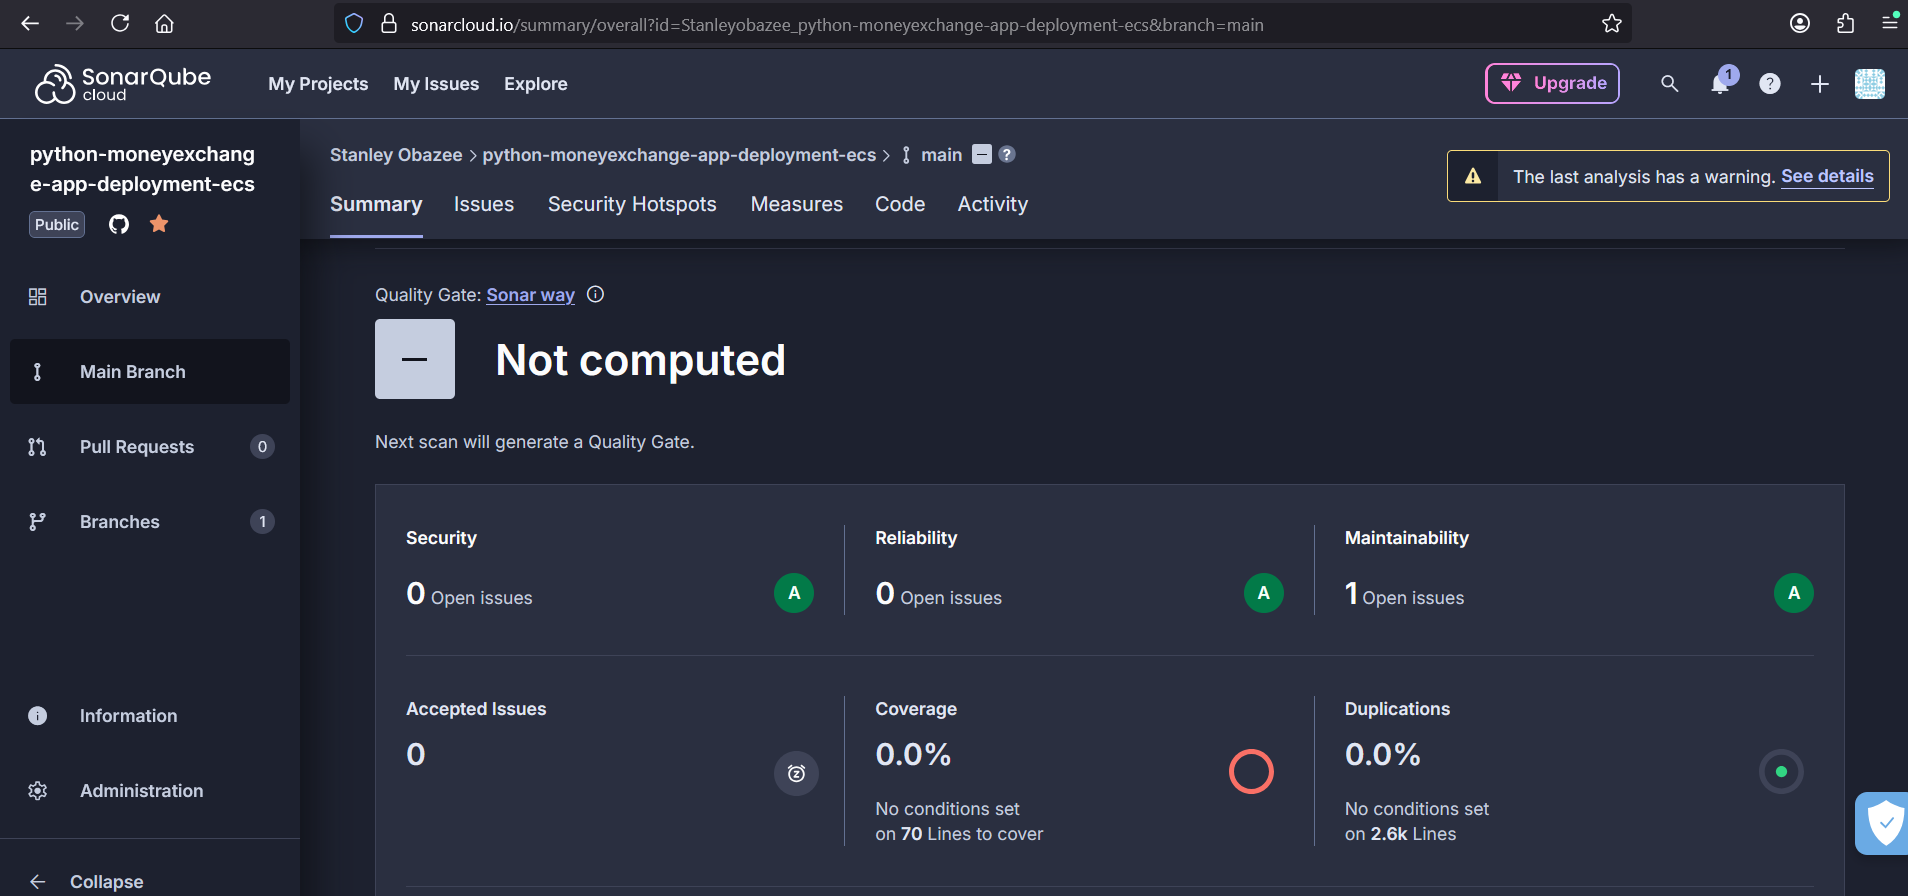 sonarcloud.io/summary/overall?id=Stanleyobazee_python-moneyexchange-app-deployment-ecs&branch=main
SonarQube
cloud
My Projects
My Issues
Explore
Upgrade
1
?
python-moneyexchang
e-app-deployment-ecs
Public
Stanley Obazee > python-moneyexchange-app-deployment-ecs > main
?
The last analysis has a warning. See details
Summary
Issues
Security Hotspots
Measures
Code
Activity
Overview
Main Branch
Pull Requests
0
Branches
1
Information
Administration
Collapse
Quality Gate: Sonar way
Not computed
Next scan will generate a Quality Gate.
Security
0 Open issues
A
Reliability
0 Open issues
A
Maintainability
1 Open issues
A
Accepted Issues
0
Coverage
0.0%
No conditions set
on 70 Lines to cover
Duplications
0.0%
No conditions set
on 2.6k Lines